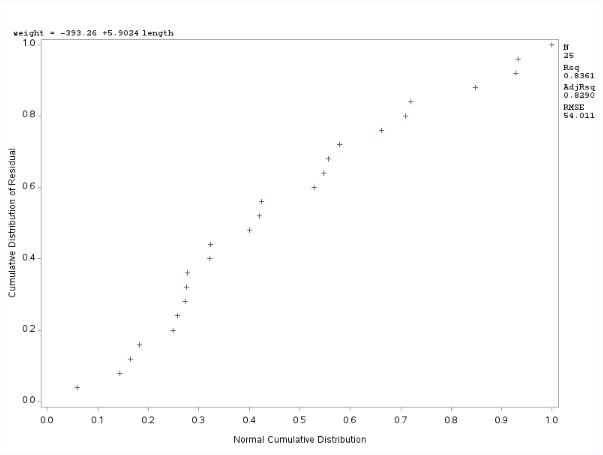 weight = -393.26 +5.9024 length
N
25
Rsq
0.8361
AdjRsq
0.8290
RMSE
54.011
Cumulative Distribution of Residual
1.0
0.8
0.6
0.4
0.2
0.0
0.0 0.1 0.2 0.3 0.4 0.5 0.6 0.7 0.8 0.9 1.0
Normal Cumulative Distribution